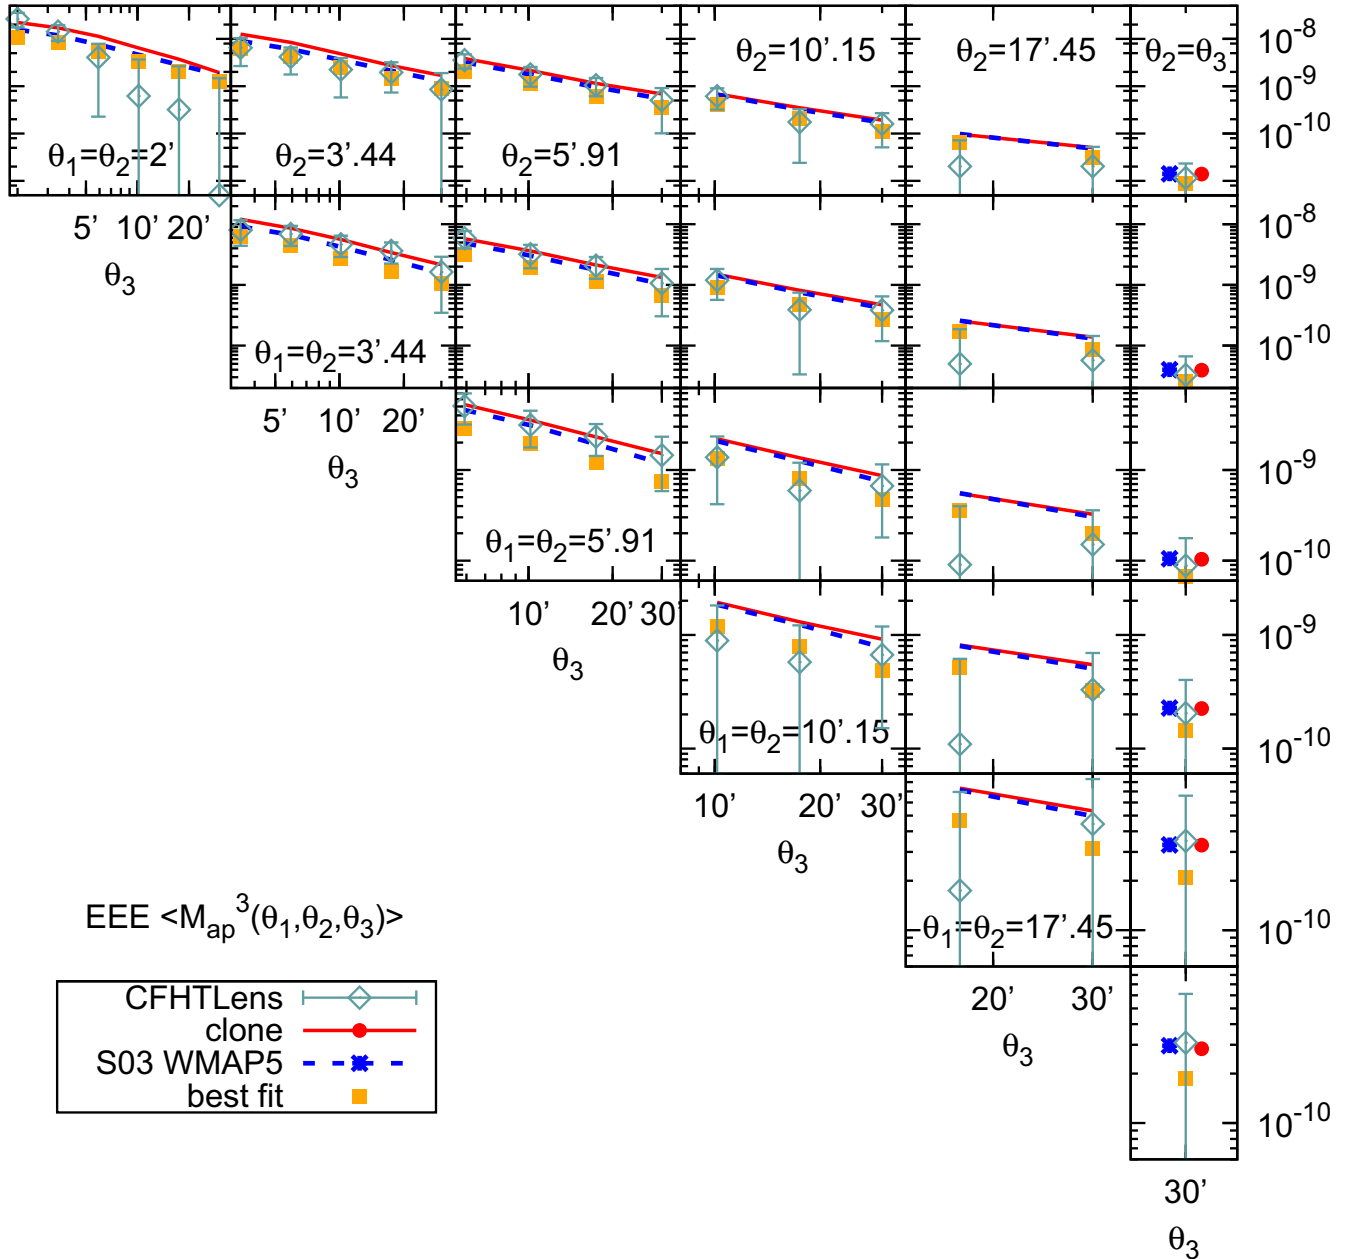 θ2=10'.15 θ2=17'.45 θ2=θ3 10^-8
10^-9
θ1=θ2=2' θ2=3'.44 θ2=5'.91 10^-10
5' 10' 20'
θ3
10^-8
10^-9
θ1=θ2=3'.44 10^-10
5' 10' 20'
θ3
10^-9
θ1=θ2=5'.91 10^-10
10' 20' 30'
θ3
10^-9
θ1=θ2=10'.15 10^-10
10' 20' 30'
θ3
EEE <Map^3(θ1,θ2,θ3)>
θ1=θ2=17'.45 10^-10
20' 30'
θ3
CFHTLens
clone
S03 WMAP5
best fit
10^-10
30'
θ3